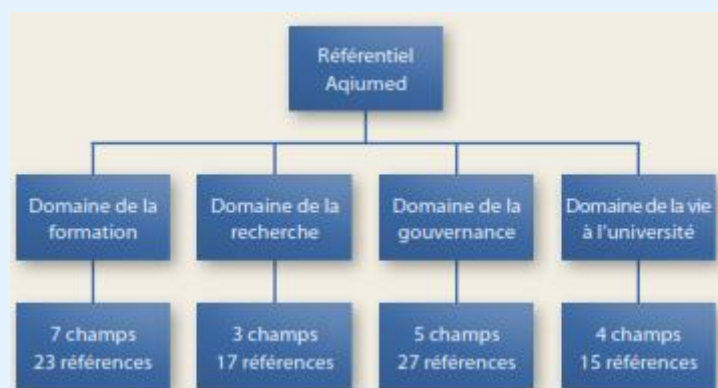 Référentiel
Aqiumed
Domaine de la
formation
Domaine de la
recherche
Domaine de la
gouvernance
Domaine de la vie
à l'université
7 champs
23 références
3 champs
17 références
5 champs
27 références
4 champs
15 références